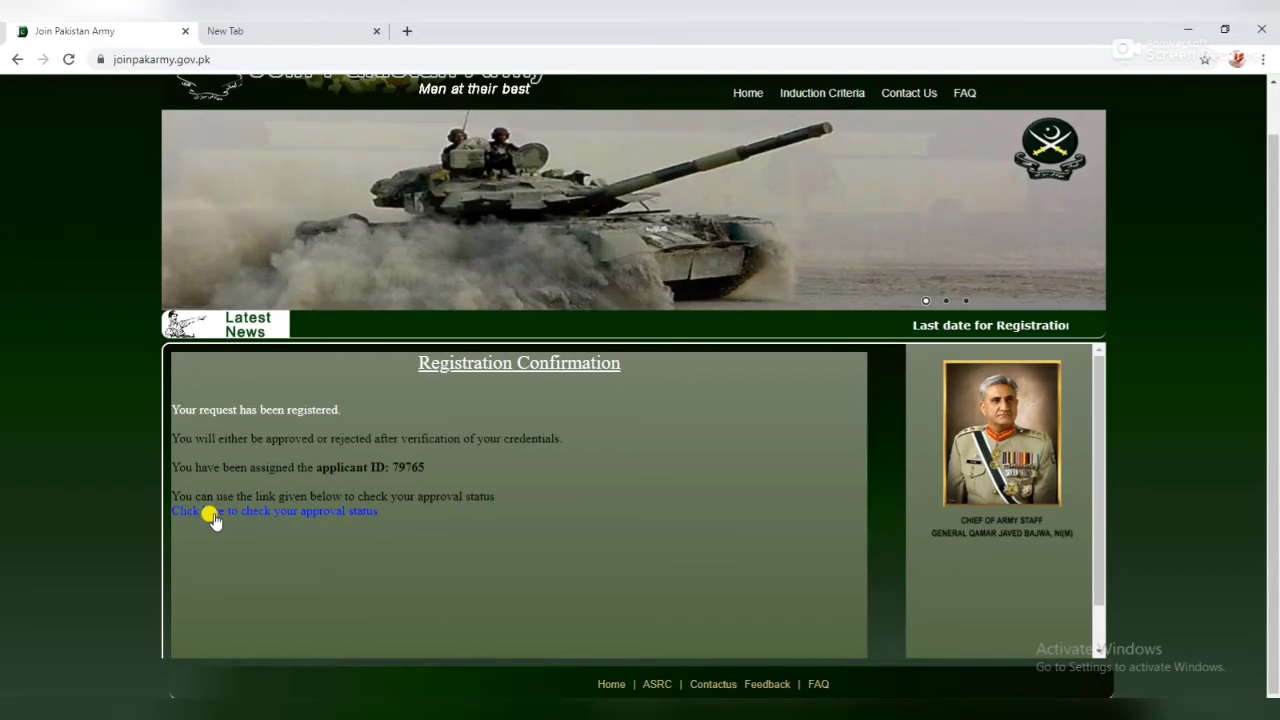 Join Pakistan Army
New Tab
joinpakarmy.gov.pk
Men at their best
Home
Induction Criteria
Contact Us
FAQ
Latest
News
Last date for Registration
Registration Confirmation
Your request has been registered.
You will either be approved or rejected after verification of your credentials.
You have been assigned the applicant ID: 79765
You can use the link given below to check your approval status
Click to check your approval status
CHIEF OF ARMY STAFF
GENERAL QAMAR JAVED BAJWA, NI(M)
Activate Windows
Go to Settings to activate Windows.
Home | ASRC | Contactus Feedback | FAQ